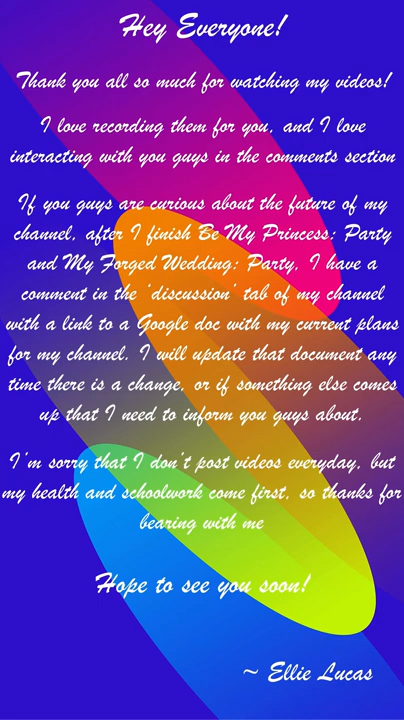 Hey Everyone!
Thank you all so much for watching my videos!
I love recording them for you, and I love
interacting with you guys in the comments section
If you guys are curious about the future of my
channel, after I finish Be My Princess: Party
and My Forged Wedding: Party, I have a
comment in the 'discussion' tab of my channel
with a link to a Google doc with my current plans
for my channel. I will update that document any
time there is a change, or if something else comes
up that I need to inform you guys about.
I'm sorry that I don't post videos everyday, but
my health and schoolwork come first, so thanks for
bearing with me
Hope to see you soon!
~ Ellie Lucas